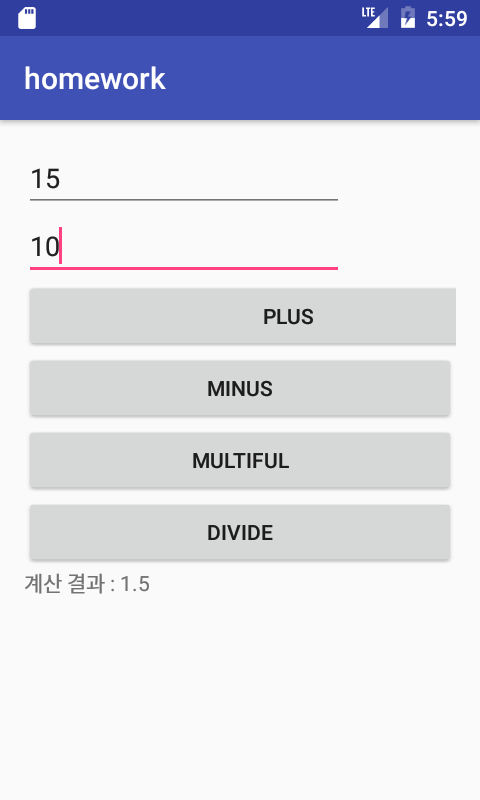 LTE 5:59
homework
15
10
PLUS
MINUS
MULTIFUL
DIVIDE
계산 결과 : 1.5